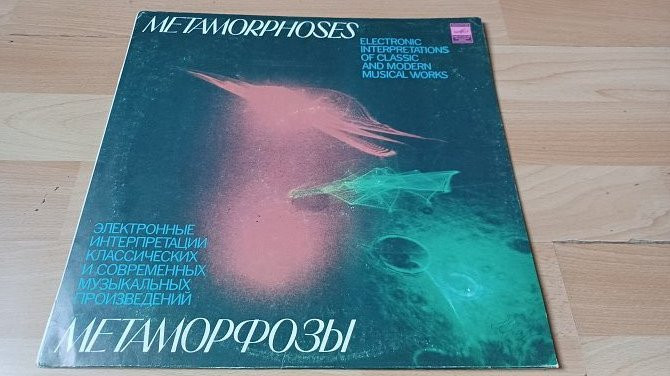 METAMORPHOSES
ELECTRONIC
INTERPRETATIONS
OF CLASSIC
AND MODERN
MUSICAL WORKS
ЭЛЕКТРОННЫЕ
ИНТЕРПРЕТАЦИИ
КЛАССИЧЕСКИХ
И СОВРЕМЕННЫХ
МУЗЫКАЛЬНЫХ
ПРОИЗВЕДЕНИЙ
МЕТАМОРФОЗЫ